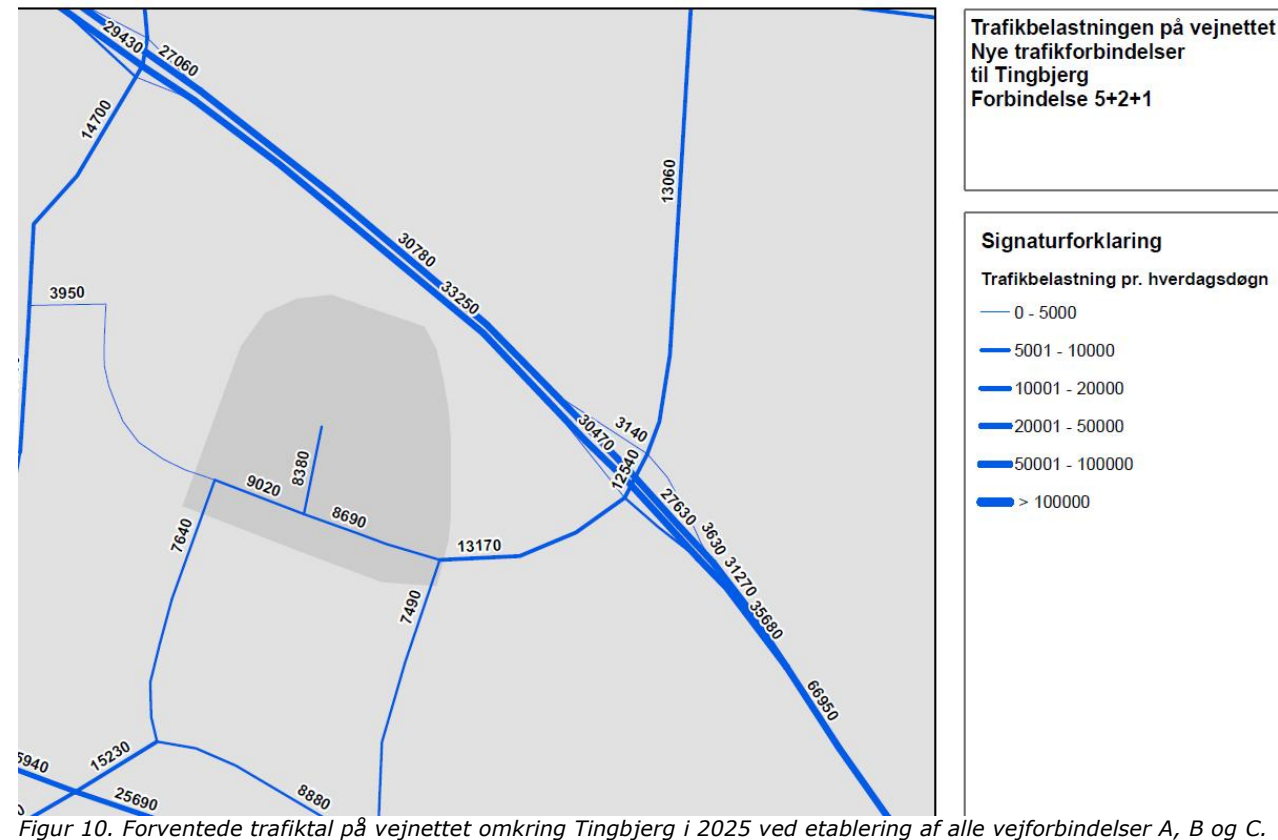 29430
27060
14700
13060
30780
33250
3950
3140
30470
12540
8380
9020
8690
27630
3630
7640
13170
31270
35680
7490
66950
15230
5940
25690
8880
Trafikbelastningen på vejnettet
Nye trafikforbindelser
til Tingbjerg
Forbindelse 5+2+1
Signaturforklaring
Trafikbelastning pr. hverdagsdøgn
0 - 5000
5001 - 10000
10001 - 20000
20001 - 50000
50001 - 100000
> 100000
Figur 10. Forventede trafiktal på vejnettet omkring Tingbjerg i 2025 ved etablering af alle vejforbindelser A, B og C.